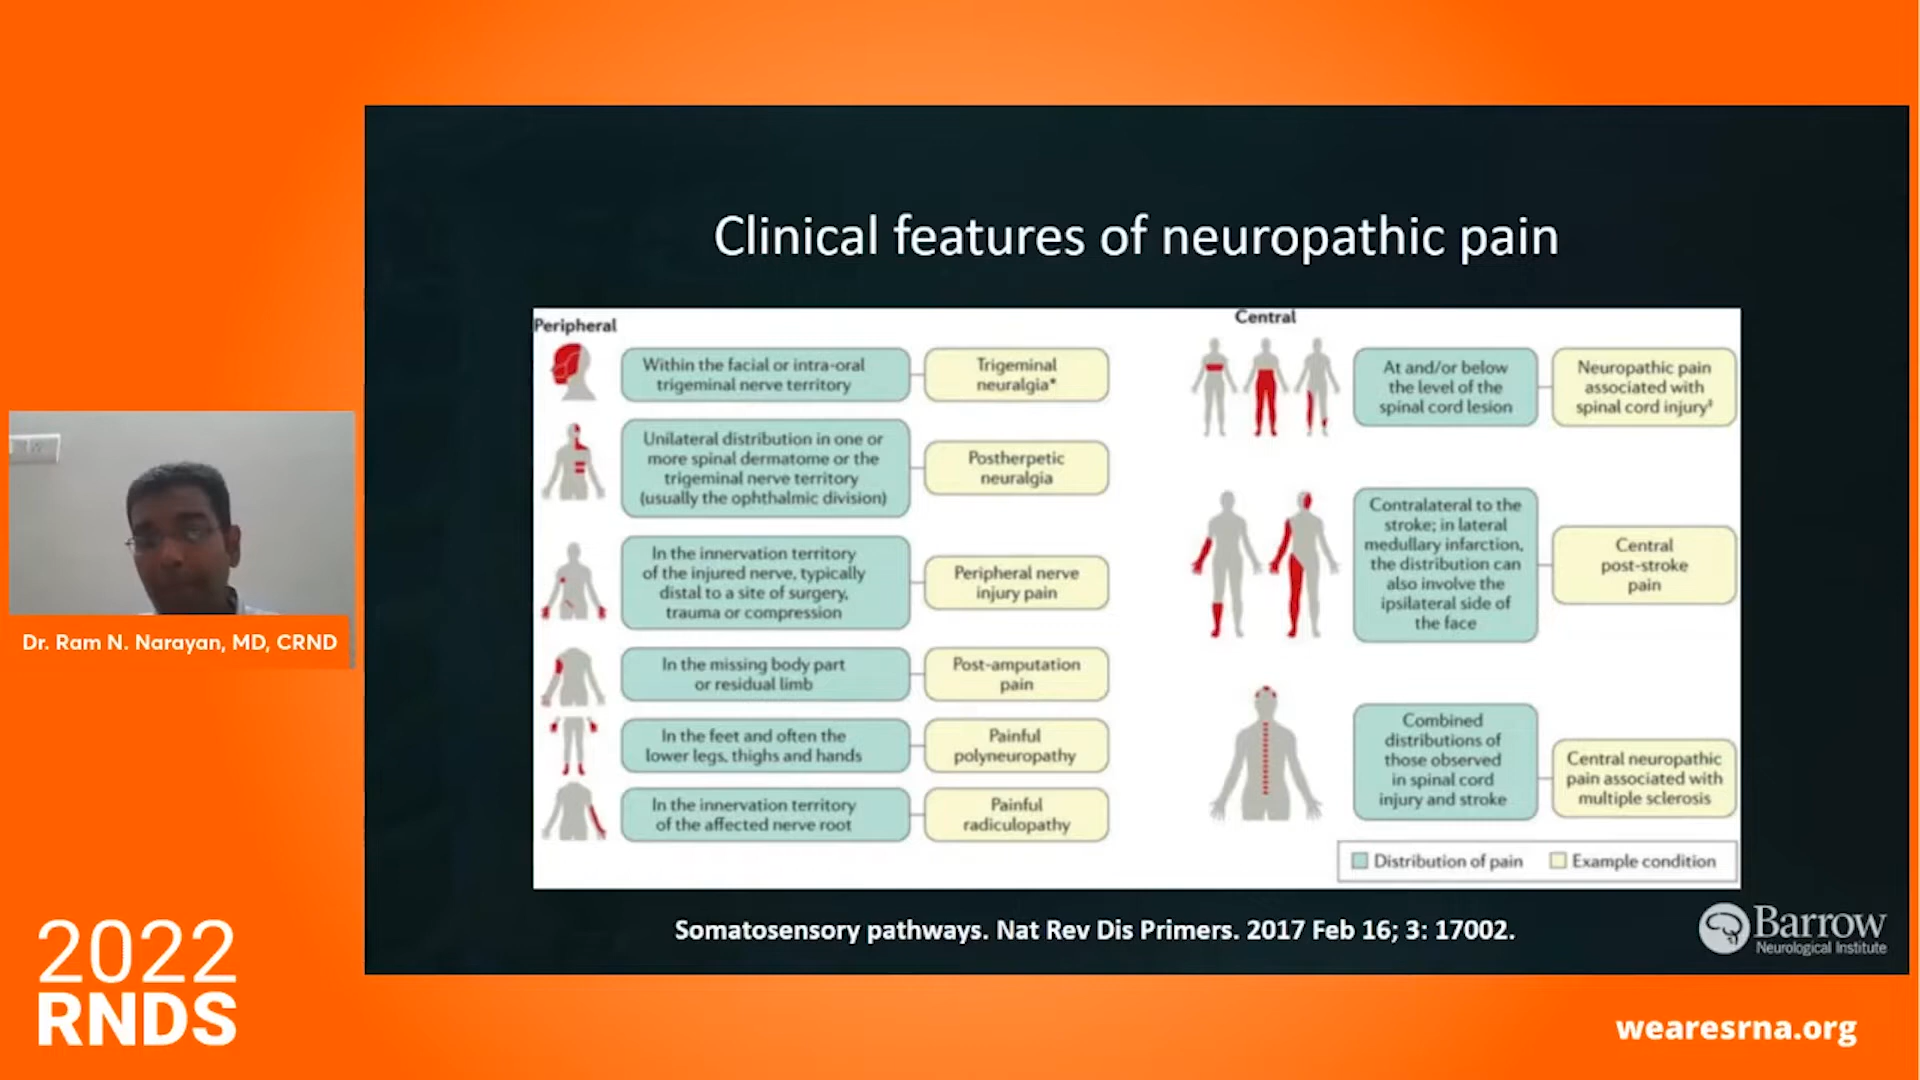 Clinical features of neuropathic pain
Peripheral
Within the facial or intra-oral
trigeminal nerve territory
Trigeminal
neuralgia*
Unilateral distribution in one or
more spinal dermatome or the
trigeminal nerve territory
(usually the ophthalmic division)
Postherpetic
neuralgia
In the innervation territory
of the injured nerve, typically
distal to a site of surgery,
trauma or compression
Peripheral nerve
injury pain
In the missing body part
or residual limb
Post-amputation
pain
In the feet and often the
lower legs, thighs and hands
Painful
polyneuropathy
In the innervation territory
of the affected nerve root
Painful
radiculopathy
Central
At and/or below
the level of the
spinal cord lesion
Neuropathic pain
associated with
spinal cord injury‡
Contralateral to the
stroke; in lateral
medullary infarction,
the distribution can
also involve the
ipsilateral side of
the face
Central
post-stroke
pain
Combined
distributions of
those observed
in spinal cord
injury and stroke
Central neuropathic
pain associated with
multiple sclerosis
Distribution of pain
Example condition
Somatosensory pathways. Nat Rev Dis Primers. 2017 Feb 16; 3: 17002.
Barrow
Neurological Institute
Dr. Ram N. Narayan, MD, CRND
2022
RNDS
wearesrna.org